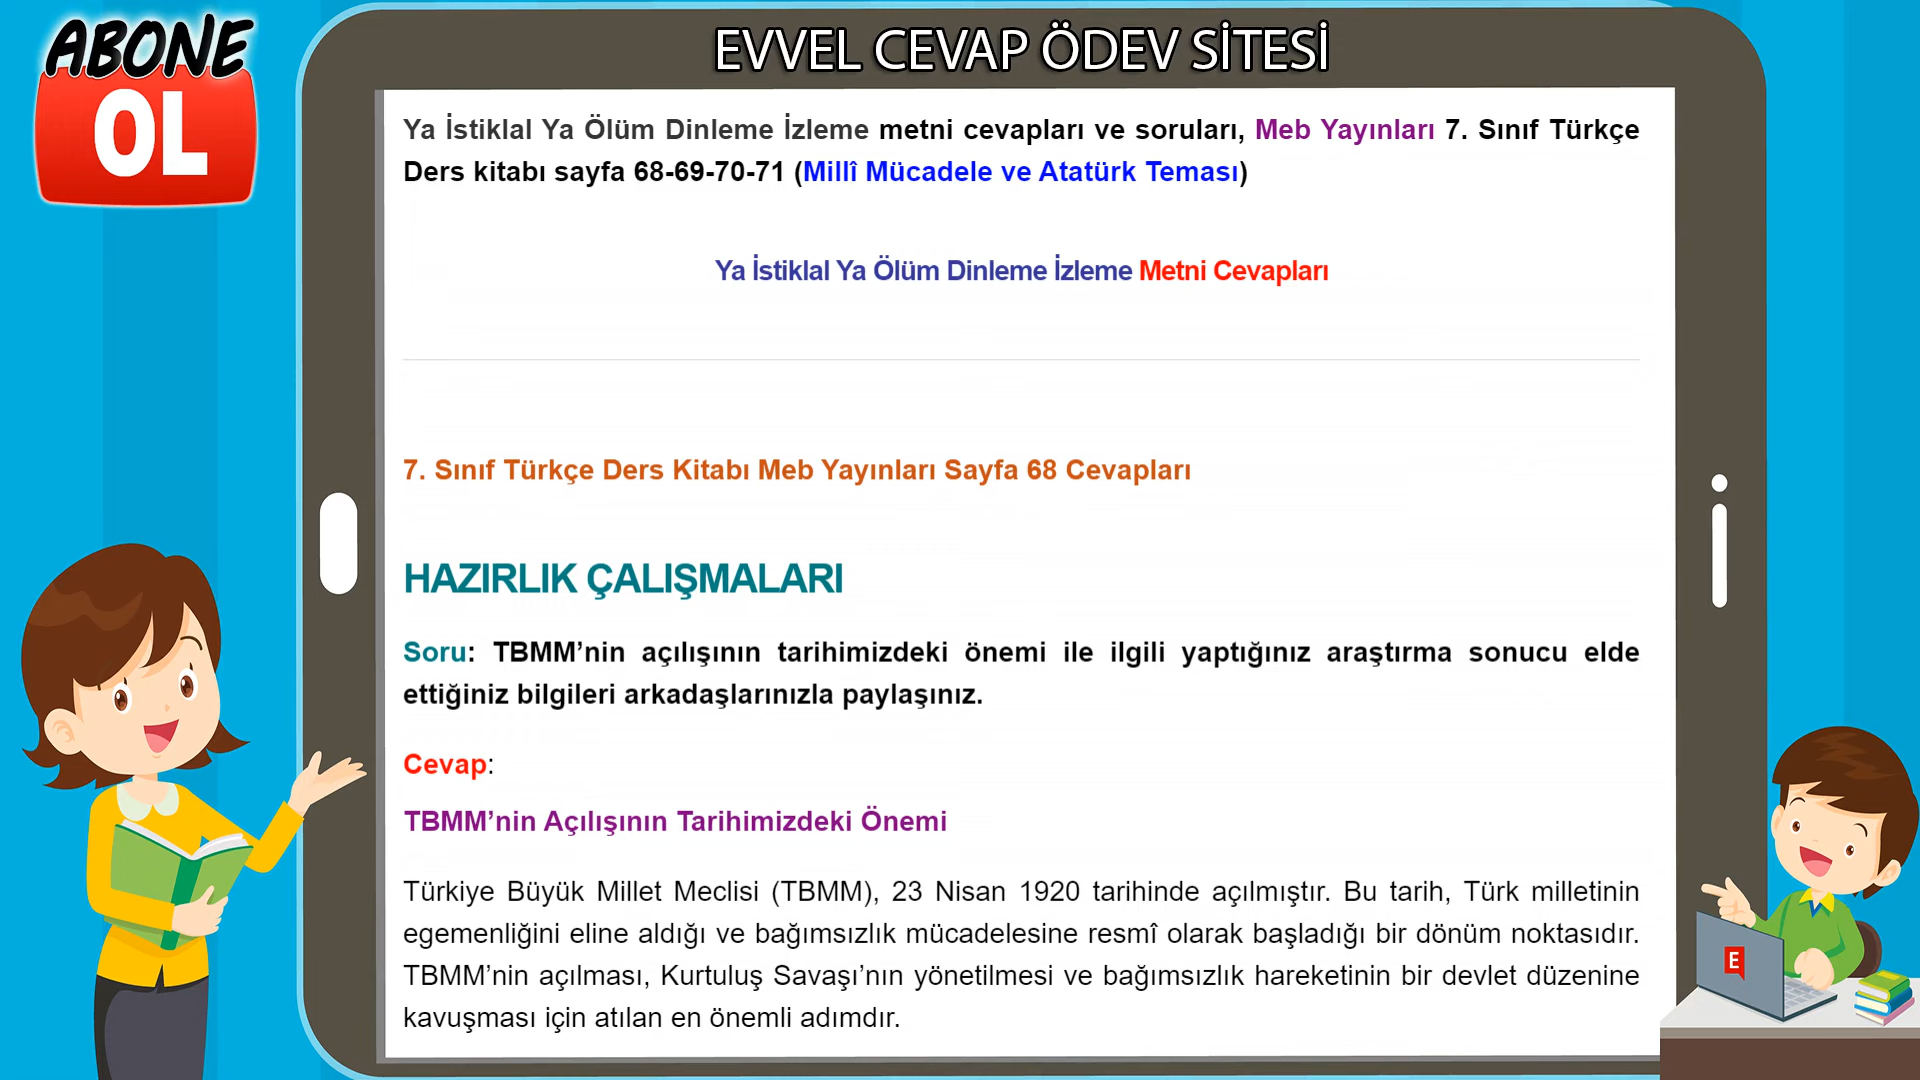 ABONE
OL
EVVEL CEVAP ÖDEV SİTESİ
Ya İstiklal Ya Ölüm Dinleme İzleme metni cevapları ve soruları, Meb Yayınları 7. Sınıf Türkçe
Ders kitabı sayfa 68-69-70-71 (Millî Mücadele ve Atatürk Teması)
Ya İstiklal Ya Ölüm Dinleme İzleme Metni Cevapları
7. Sınıf Türkçe Ders Kitabı Meb Yayınları Sayfa 68 Cevapları
HAZIRLIK ÇALIŞMALARI
Soru: TBMM’nin açılışının tarihimizdeki önemi ile ilgili yaptığınız araştırma sonucu elde
ettiğiniz bilgileri arkadaşlarınızla paylaşınız.
Cevap:
TBMM’nin Açılışının Tarihimizdeki Önemi
Türkiye Büyük Millet Meclisi (TBMM), 23 Nisan 1920 tarihinde açılmıştır. Bu tarih, Türk milletinin
egemenliğini eline aldığı ve bağımsızlık mücadelesine resmî olarak başladığı bir dönüm noktasıdır.
TBMM’nin açılması, Kurtuluş Savaşı’nın yönetilmesi ve bağımsızlık hareketinin bir devlet düzenine
kavuşması için atılan en önemli adımdır.
E